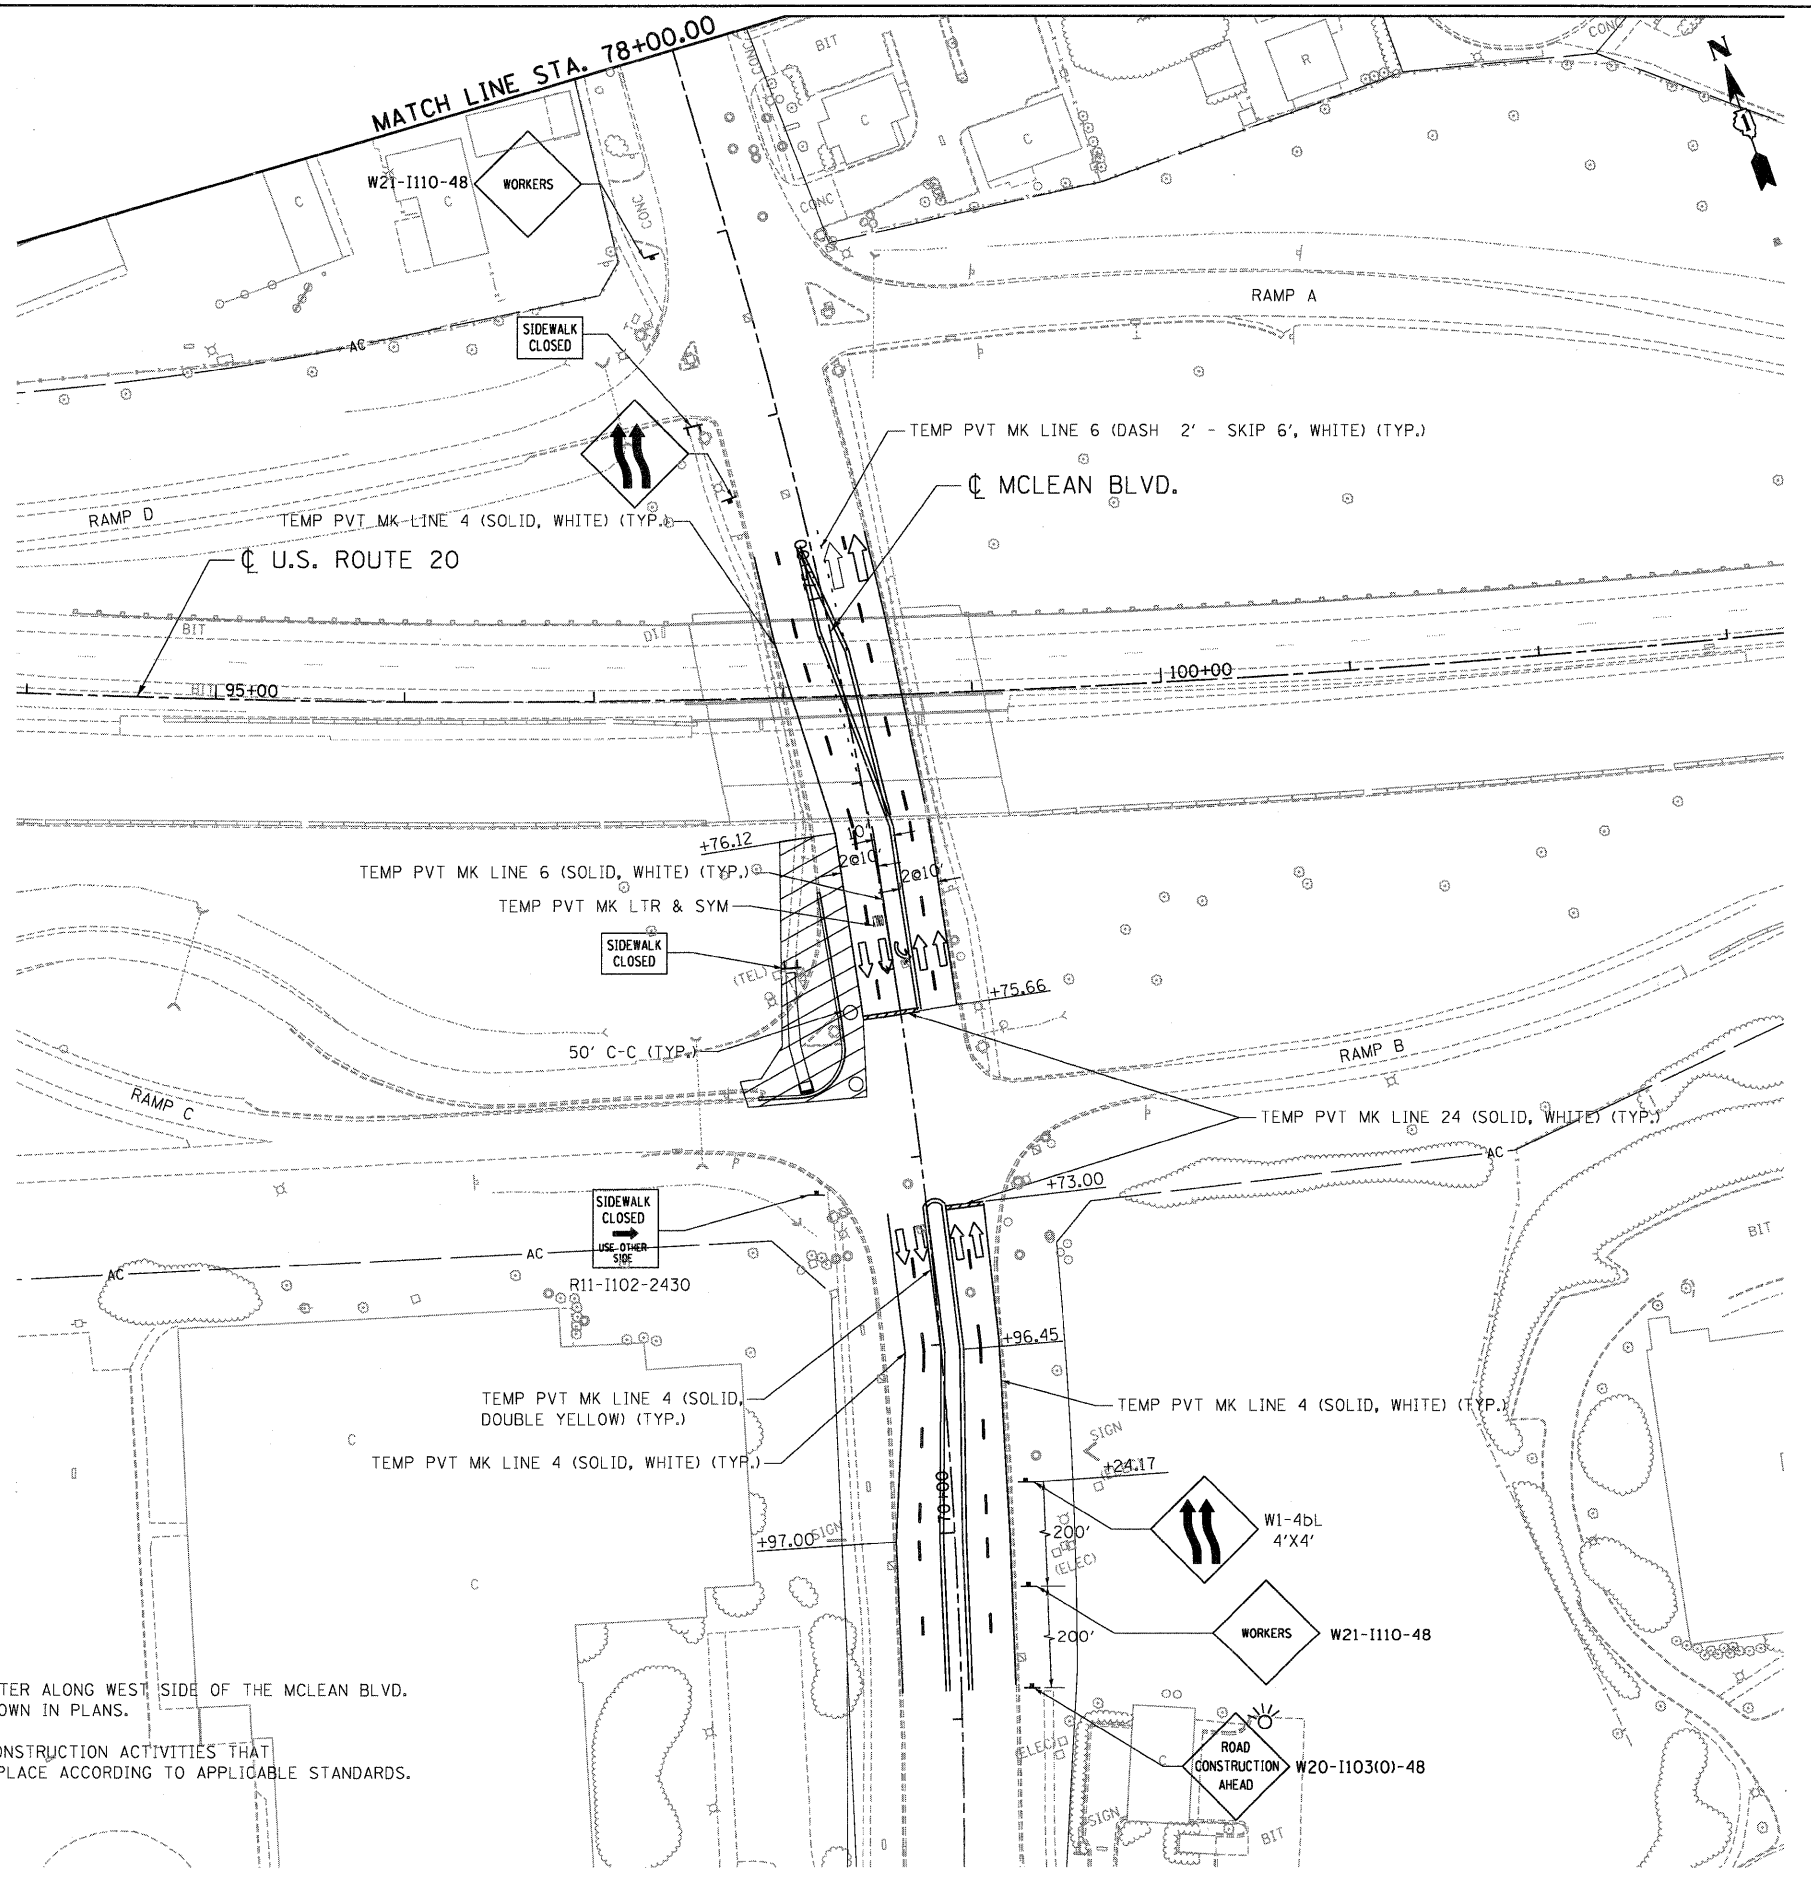 MATCH LINE STA. 78+00.00
CONC
BIT
CONC
N
R
C
C
C
W21-I110-48
WORKERS
C
CONC
CONC
RAMP A
SIDEWALK
CLOSED
AC
TEMP PVT MK LINE 6 (DASH 2' - SKIP 6', WHITE) (TYP.)
℄ MCLEAN BLVD.
RAMP D
TEMP PVT MK LINE 4 (SOLID, WHITE) (TYP.)
℄ U.S. ROUTE 20
BIT
BIT
95+00
100+00
+76.12
10'
2@10'
2@10'
TEMP PVT MK LINE 6 (SOLID, WHITE) (TYP.)
TEMP PVT MK LTR & SYM
SIDEWALK
CLOSED
(TEL)
+75.66
50' C-C (TYP.)
RAMP B
RAMP C
TEMP PVT MK LINE 24 (SOLID, WHITE) (TYP.)
AC
+73.00
SIDEWALK
CLOSED
USE OTHER
SIDE
R11-I102-2430
AC
AC
BIT
+96.45
TEMP PVT MK LINE 4 (SOLID,
DOUBLE YELLOW) (TYP.)
TEMP PVT MK LINE 4 (SOLID, WHITE) (TYP.)
SIGN
C
TEMP PVT MK LINE 4 (SOLID, WHITE) (TYP.)
+24.17
70+00
W1-4bL
4'X4'
SIGN
+97.00
200'
(ELEC)
C
WORKERS
W21-I110-48
200'
TER ALONG WEST SIDE OF THE MCLEAN BLVD.
OWN IN PLANS.
ONSTRUCTION ACTIVITIES THAT
PLACE ACCORDING TO APPLICABLE STANDARDS.
(ELEC)
C
ROAD
CONSTRUCTION
AHEAD
W20-I103(O)-48
SIGN
BIT